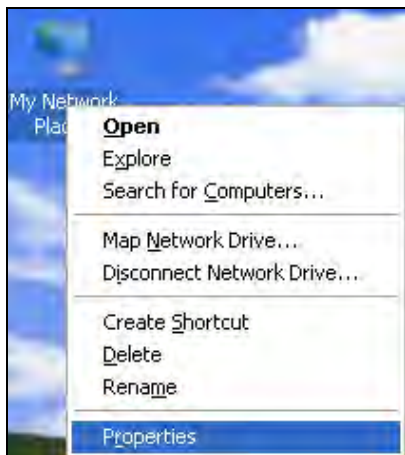 My Network
Plac
Open
Explore
Search for Computers...
Map Network Drive...
Disconnect Network Drive...
Create Shortcut
Delete
Rename
Properties